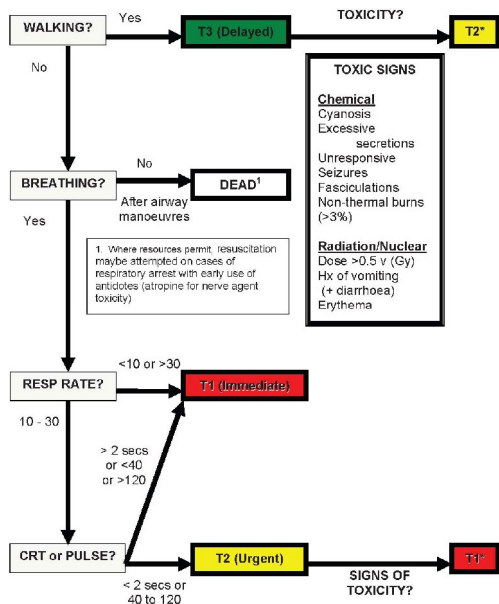 WALKING?
Yes
T3 (Delayed)
TOXICITY?
T2*
No
TOXIC SIGNS
Chemical
Cyanosis
Excessive
secretions
Unresponsive
Seizures
Fasciculations
Non-thermal burns
(>3%)
Radiation/Nuclear
Dose >0.5 v (Gy)
Hx of vomiting
(+ diarrhoea)
Erythema
BREATHING?
No
After airway
manoeuvres
DEAD¹
Yes
1. Where resources permit, resuscitation
maybe attempted on cases of
respiratory arrest with early use of
antidotes (atropine for nerve agent
toxicity)
RESP RATE?
<10 or >30
T1 (Immediate)
10 - 30
> 2 secs
or <40
or >120
CRT or PULSE?
< 2 secs or
40 to 120
T2 (Urgent)
SIGNS OF
TOXICITY?
T1*